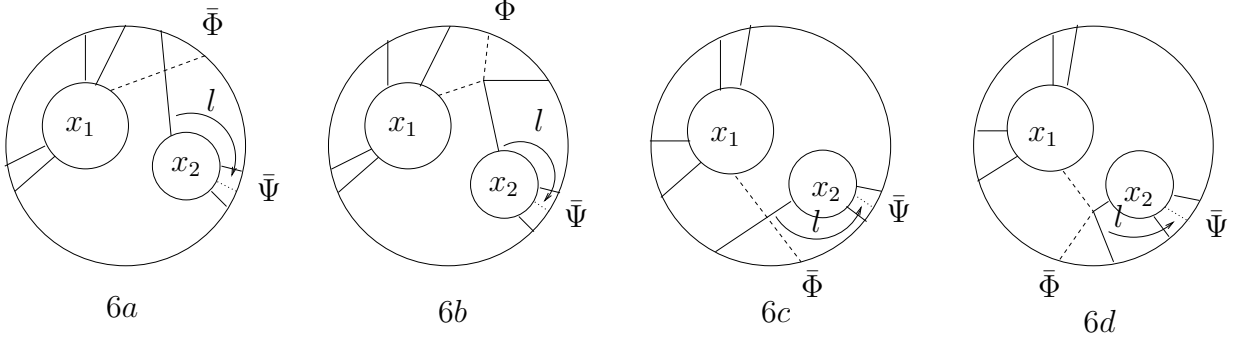 Φ̄ Φ
x₁ l x₂ Ψ̄ x₁ l x₂ Ψ̄ x₁ x₂ l Ψ̄ x₁ x₂ l Ψ̄
Φ̄ Φ̄
6a 6b 6c 6d